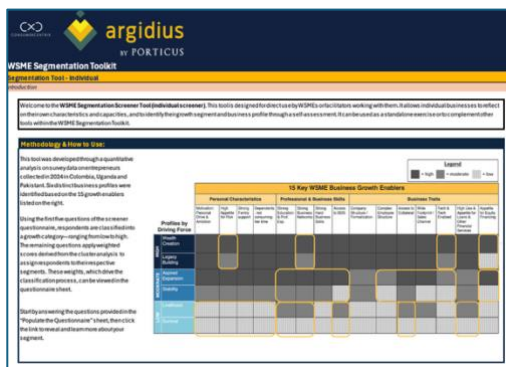 CONSUMERCENTRIX
argidius
BY PORTICUS
WSME Segmentation Toolkit
Segmentation Tool - Individual
Introduction
Welcome to the WSME Segmentation Screener Tool (individual screener). This tool is designed for direct use by WSMEs or facilitators working with them. It allows individual businesses to reflect
on their own characteristics and capacities, and to identify their growth segment and business profile through a self-assessment. It can be used as a standalone exercise or to complement other
tools within the WSME Segmentation Toolkit.
Methodology & How to Use:
This tool was developed through a quantitative
analysis on survey data on entrepreneurs
collected in 2024 in Colombia, Uganda and
Pakistan. Six distinct business profiles were
identified based on the 15 growth enablers
listed on the right.
Using the first five questions of the screener
questionnaire, respondents are classified into
a growth category—ranging from low to high.
The remaining questions apply weighted
scores derived from the cluster analysis to
assign respondents to their respective
segments. These weights, which drive the
classification process, can be viewed in the
questionnaire sheet.
Start by answering the questions provided in the
"Populate the Questionnaire" sheet, then click
the link to reveal and learn more about your
segment.
Legend
= high
= moderate
= low
15 Key WSME Business Growth Enablers
Personal Characteristics
Professional & Business Skills
Business Traits
Profiles by
Driving Force
HIGH
Wealth
Creation
Legacy
Building
MODERATE
Aspired
Expansion
Stability
LOW
Livelihood
Survival